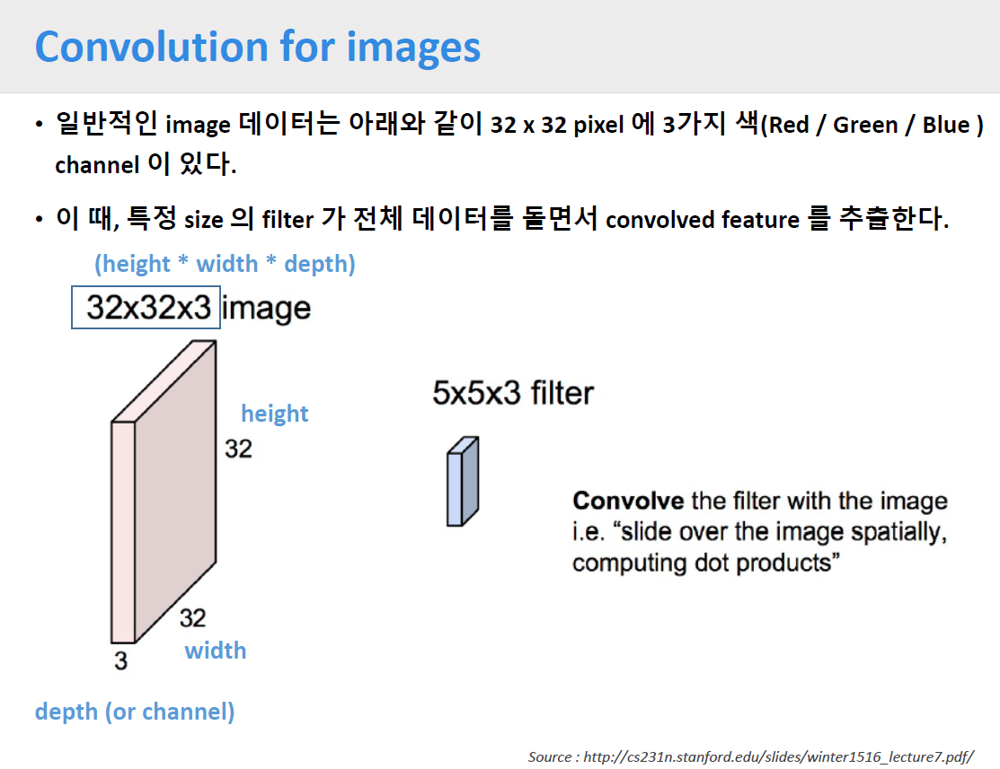 Convolution for images
• 일반적인 image 데이터는 아래와 같이 32 x 32 pixel 에 3가지 색(Red / Green / Blue )
channel 이 있다.
• 이 때, 특정 size 의 filter 가 전체 데이터를 돌면서 convolved feature 를 추출한다.
(height * width * depth)
32x32x3 image
5x5x3 filter
height
32
Convolve the filter with the image
i.e. “slide over the image spatially,
computing dot products”
32
width
3
depth (or channel)
Source : http://cs231n.stanford.edu/slides/winter1516_lecture7.pdf/